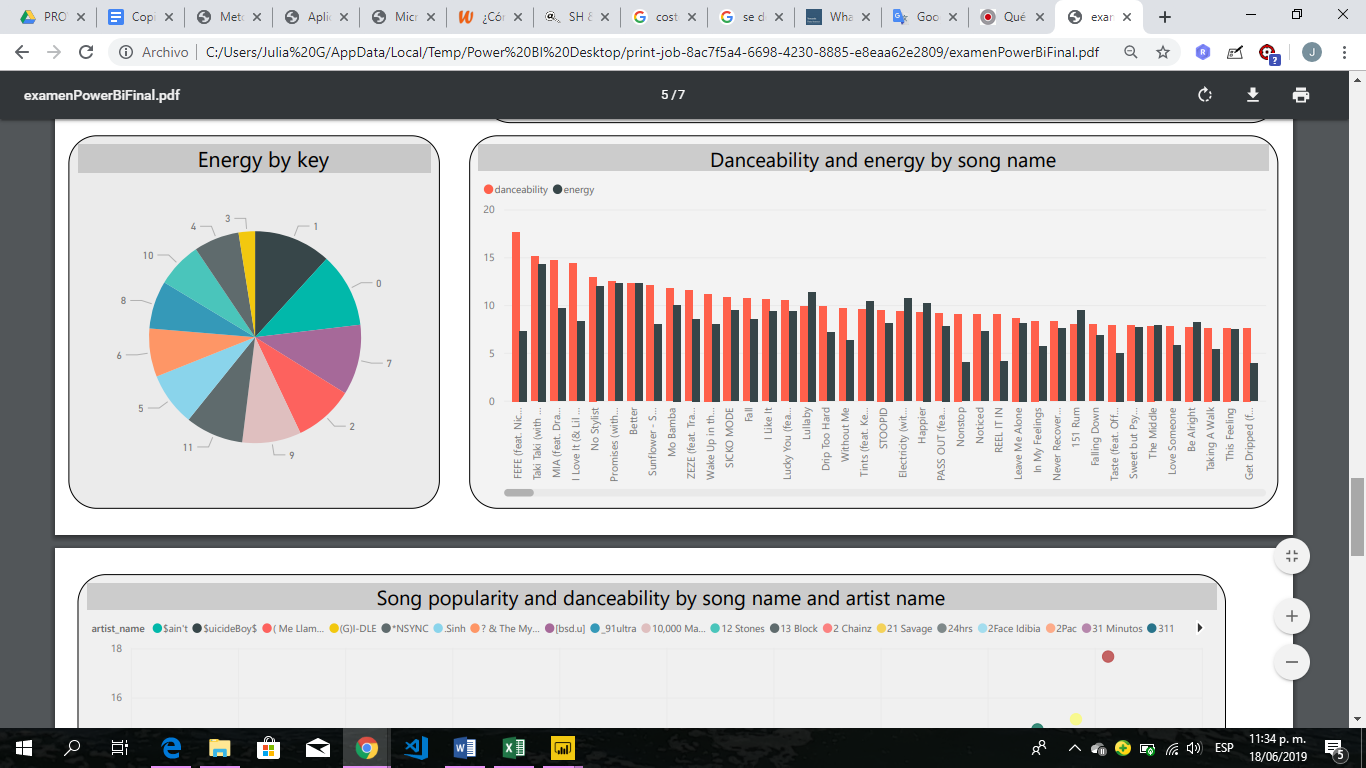 PRO
Copi
Meto
Aplic
Micr
¿Cór
SH &
cost
se d
Wha
Goo
Qué
exar
Archivo
C:/Users/Julia%20G/AppData/Local/Temp/Power%20BI%20Desktop/print-job-8ac7f5a4-6698-4230-8885-e8eaa62e2809/examenPowerBiFinal.pdf
R
?
J
examenPowerBiFinal.pdf
5 / 7
Energy by key
3
1
4
10
0
8
6
7
5
2
11
9
Danceability and energy by song name
danceability
energy
20
15
10
5
0
FEFE (feat. Nic...
Taki Taki (with ...
MIA (feat. Dra...
I Love It (& Lil ...
No Stylist
Promises (with...
Better
Sunflower - S...
Mo Bamba
ZEZE (feat. Tra...
Wake Up in th...
SICKO MODE
Fall
I Like It
Lucky You (fea...
Lullaby
Drip Too Hard
Without Me
Tints (feat. Ke...
STOOPID
Electricity (wit...
Happier
PASS OUT (fea...
Nonstop
Noticed
REEL IT IN
Leave Me Alone
In My Feelings
Never Recover...
151 Rum
Falling Down
Taste (feat. Off...
Sweet but Psy...
The Middle
Love Someone
Be Alright
Taking A Walk
This Feeling
Get Dripped (f...
Song popularity and danceability by song name and artist name
artist_name $ain't $uicideBoy$ ( Me Llam... (G)I-DLE *NSYNC .Sinh ? & The My... [bsd.u] _91ultra 10,000 Ma... 12 Stones 13 Block 2 Chainz 21 Savage 24hrs 2Face Idibia 2Pac 31 Minutos 311
18
16
ESP
11:34 p. m.
18/06/2019
5